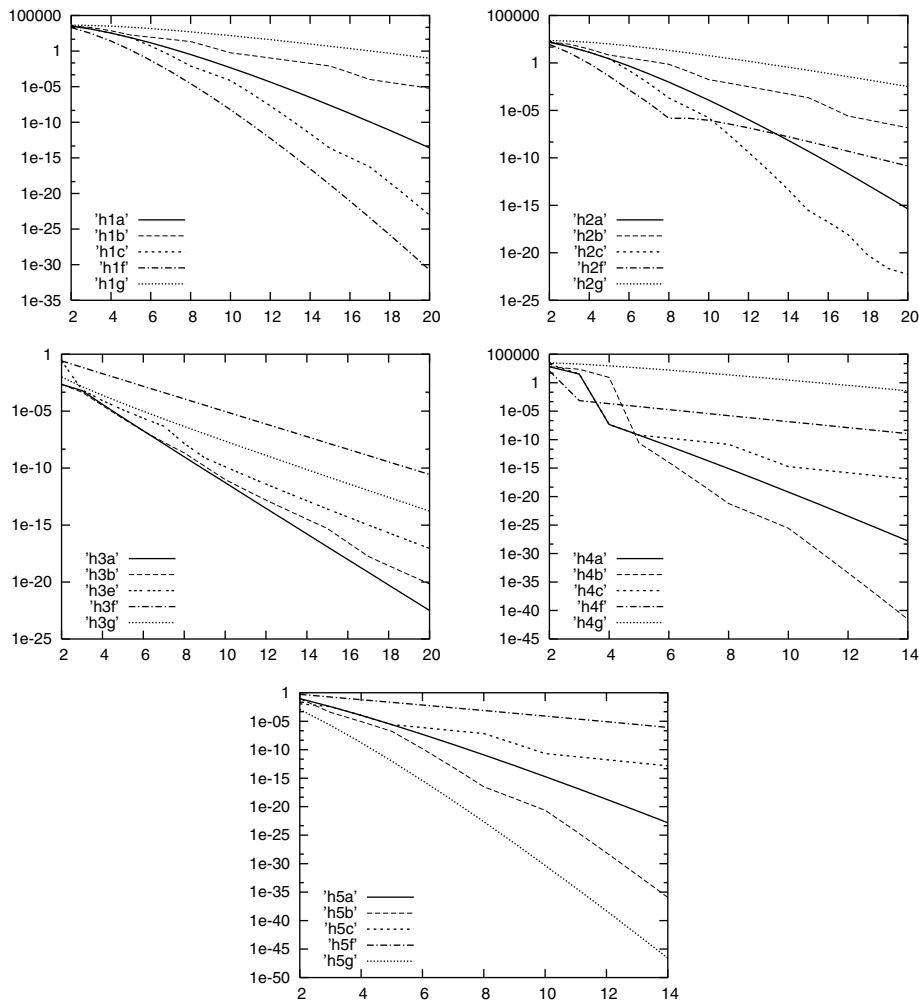 100000
1
1e-05
1e-10
1e-15
1e-20
1e-25
1e-30
1e-35
2 4 6 8 10 12 14 16 18 20
'h1a'
'h1b'
'h1c'
'h1f'
'h1g'
100000
1
1e-05
1e-10
1e-15
1e-20
1e-25
2 4 6 8 10 12 14 16 18 20
'h2a'
'h2b'
'h2c'
'h2f'
'h2g'
1
1e-05
1e-10
1e-15
1e-20
1e-25
2 4 6 8 10 12 14 16 18 20
'h3a'
'h3b'
'h3e'
'h3f'
'h3g'
100000
1
1e-05
1e-10
1e-15
1e-20
1e-25
1e-30
1e-35
1e-40
1e-45
2 4 6 8 10 12 14
'h4a'
'h4b'
'h4c'
'h4f'
'h4g'
1
1e-05
1e-10
1e-15
1e-20
1e-25
1e-30
1e-35
1e-40
1e-45
1e-50
2 4 6 8 10 12 14
'h5a'
'h5b'
'h5c'
'h5f'
'h5g'